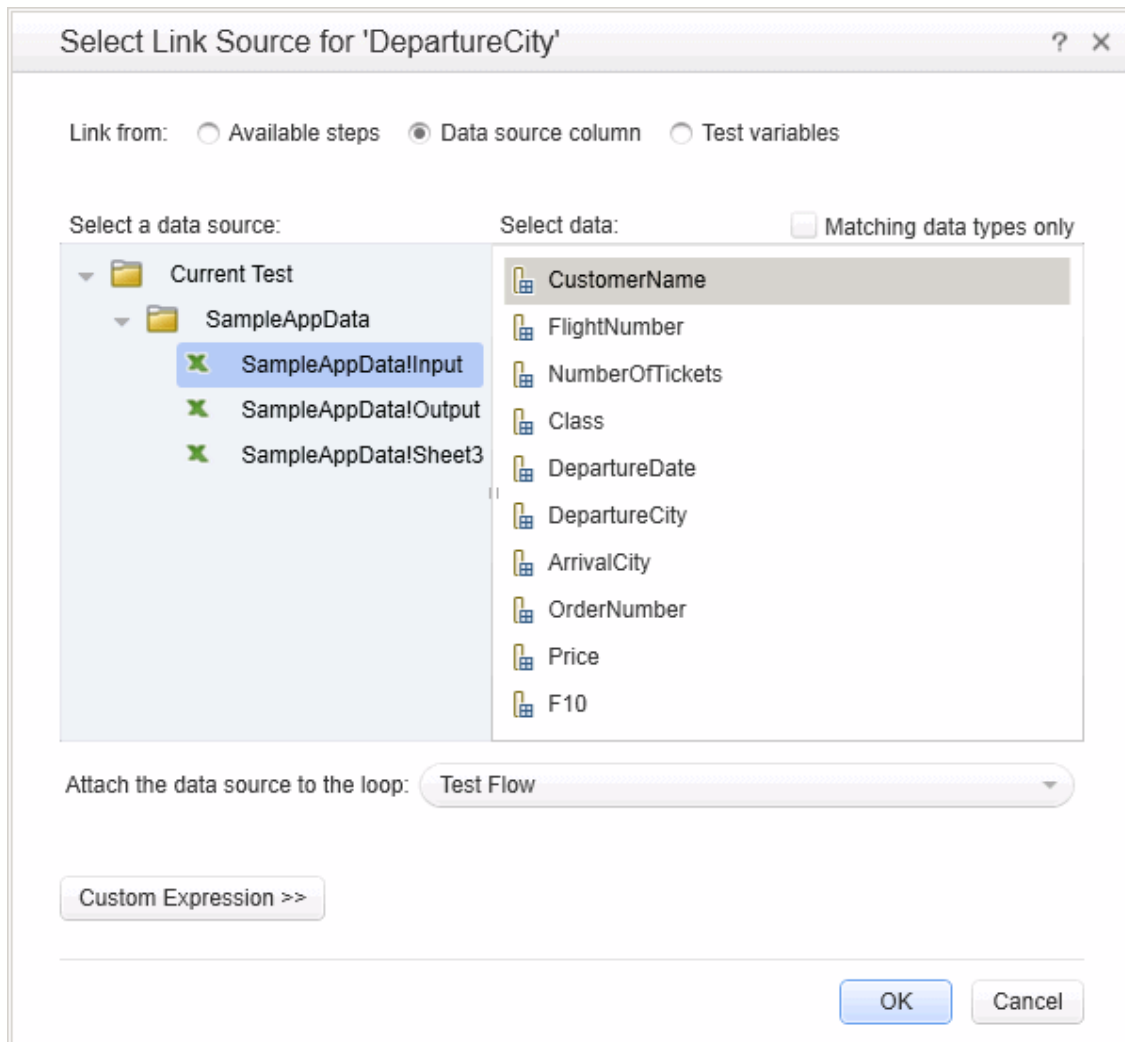 Select Link Source for 'DepartureCity' ?
Link from: Available steps Data source column Test variables
Select a data source: Select data: Matching data types only
Current Test
SampleAppData
SampleAppData!Input
SampleAppData!Output
SampleAppData!Sheet3
CustomerName
FlightNumber
NumberOfTickets
Class
DepartureDate
DepartureCity
ArrivalCity
OrderNumber
Price
F10
Attach the data source to the loop: Test Flow
Custom Expression >>
OK Cancel